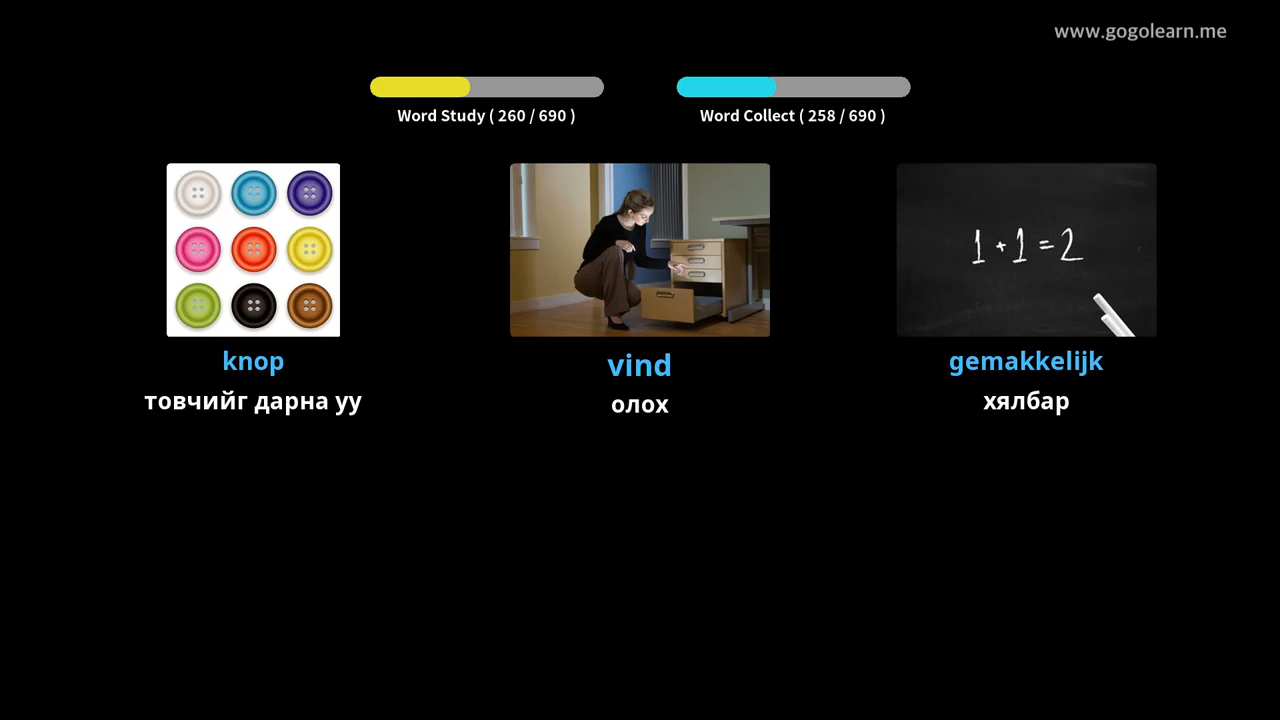 www.gogolearn.me
Word Study ( 260 / 690 )
Word Collect ( 258 / 690 )
1 + 1 = 2
knop
vind
gemakkelijk
товчийг дарна уу
олох
хялбар